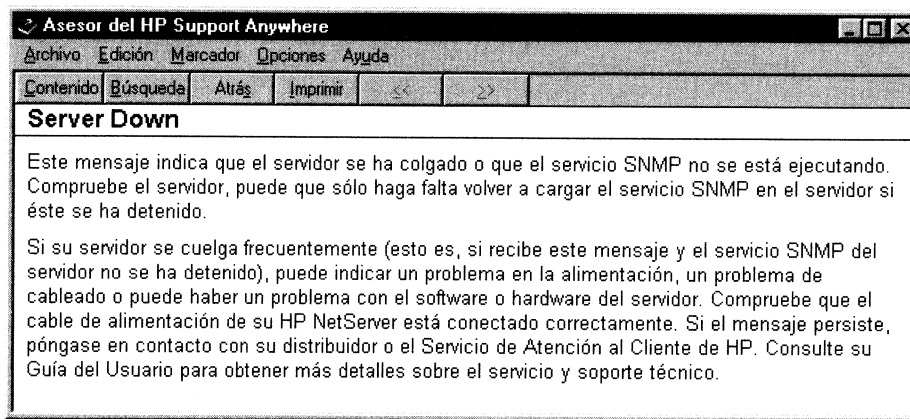 Asesor del HP Support Anywhere
Archivo Edición Marcador Opciones Ayuda
Contenido Búsqueda Atrás Imprimir << >>
Server Down
Este mensaje indica que el servidor se ha colgado o que el servicio SNMP no se está ejecutando.
Compruebe el servidor, puede que sólo haga falta volver a cargar el servicio SNMP en el servidor si
éste se ha detenido.
Si su servidor se cuelga frecuentemente (esto es, si recibe este mensaje y el servicio SNMP del
servidor no se ha detenido), puede indicar un problema en la alimentación, un problema de
cableado o puede haber un problema con el software o hardware del servidor. Compruebe que el
cable de alimentación de su HP NetServer está conectado correctamente. Si el mensaje persiste,
póngase en contacto con su distribuidor o el Servicio de Atención al Cliente de HP. Consulte su
Guía del Usuario para obtener más detalles sobre el servicio y soporte técnico.